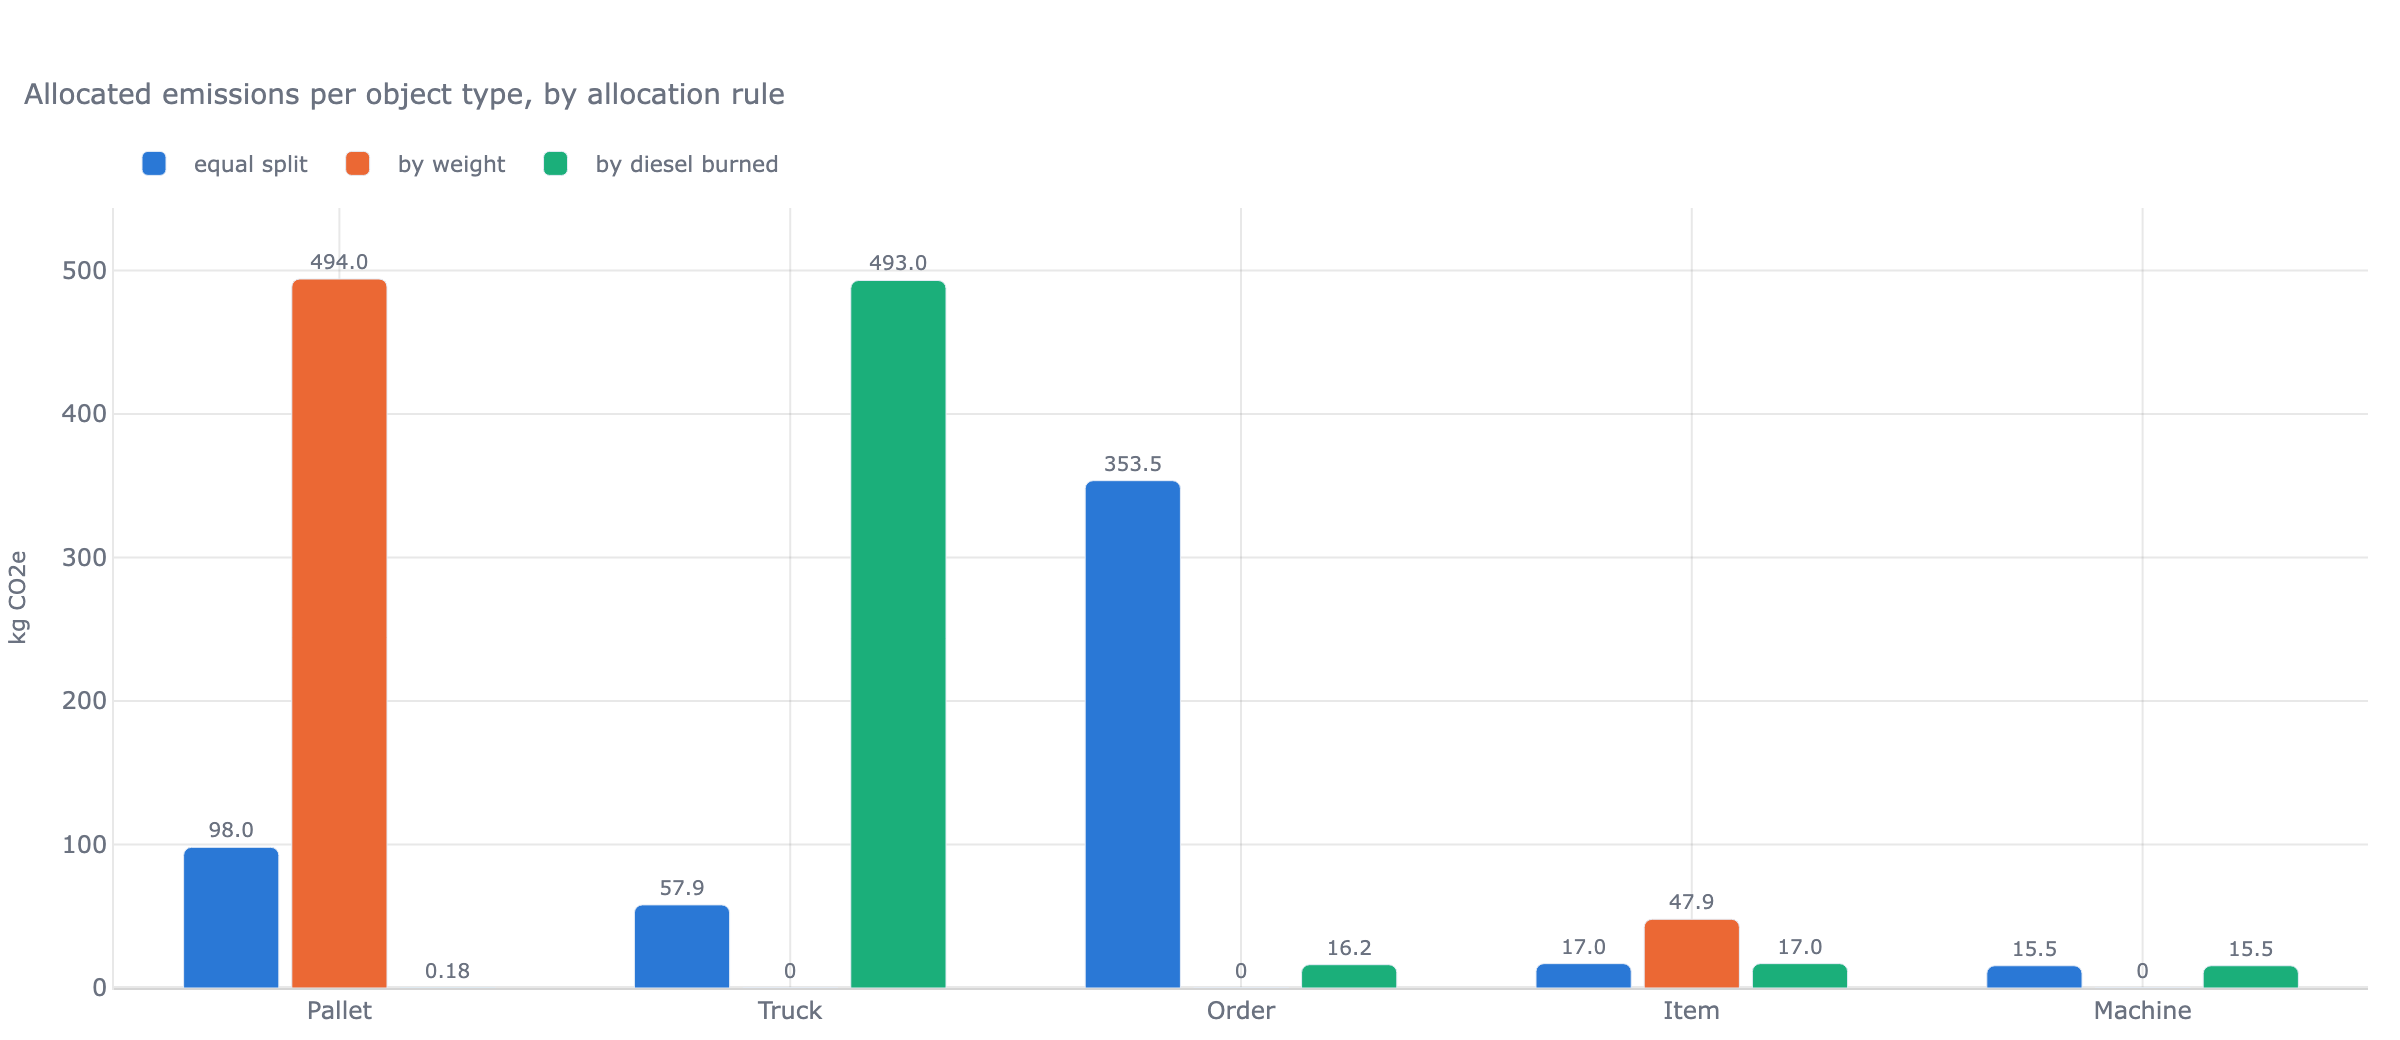 Allocated emissions per object type, by allocation rule
equal split by weight by diesel burned
kg CO2e
500
400
300
200
100
0
98.0 494.0 0.18
57.9 0 493.0
353.5 0 16.2
17.0 47.9 17.0
15.5 0 15.5
Pallet Truck Order Item Machine